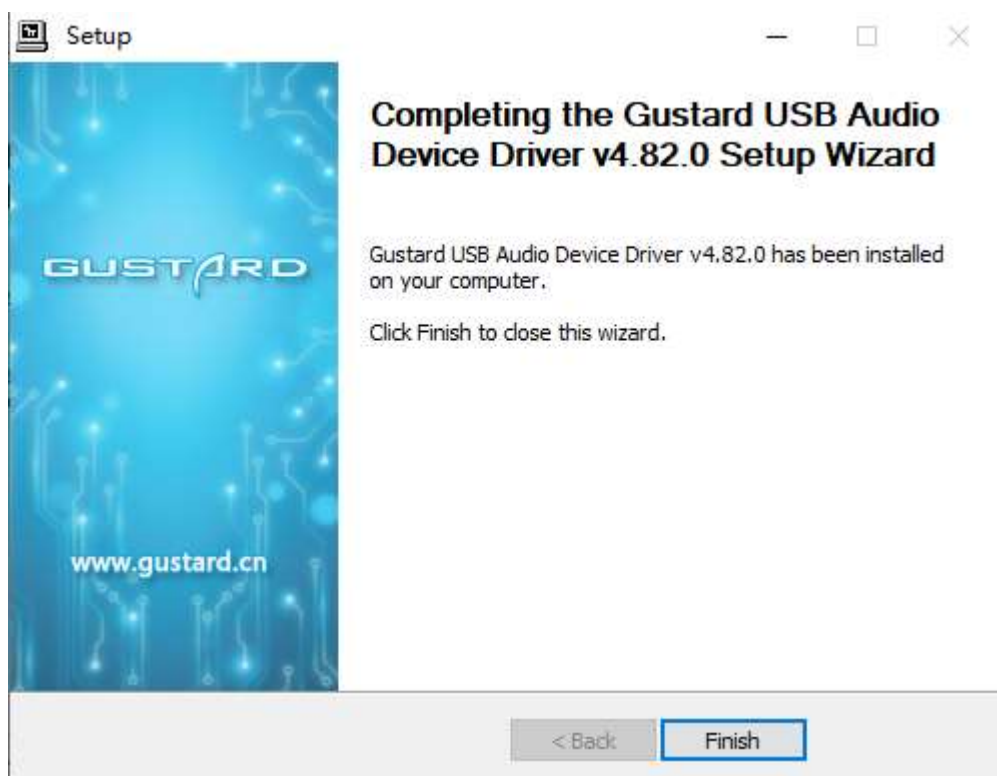 Setup
GUSTARD
www.gustard.cn
Completing the Gustard USB Audio
Device Driver v4.82.0 Setup Wizard
Gustard USB Audio Device Driver v4.82.0 has been installed
on your computer.
Click Finish to close this wizard.
< Back
Finish